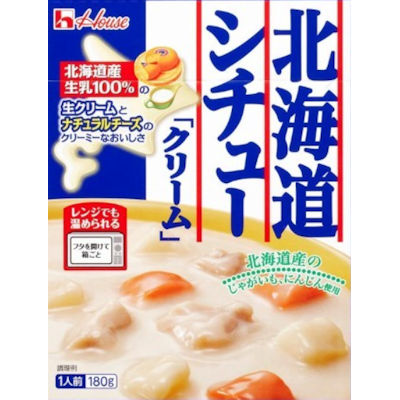 House
北海道
シチュー
「クリーム」
北海道産
生乳100%の
生クリームと
ナチュラルチーズの
クリーミーなおいしさ
レンジでも
温められる
フタを開けて
箱ごと
北海道産の
じゃがいも、にんじん使用
調理例
1人前 180g